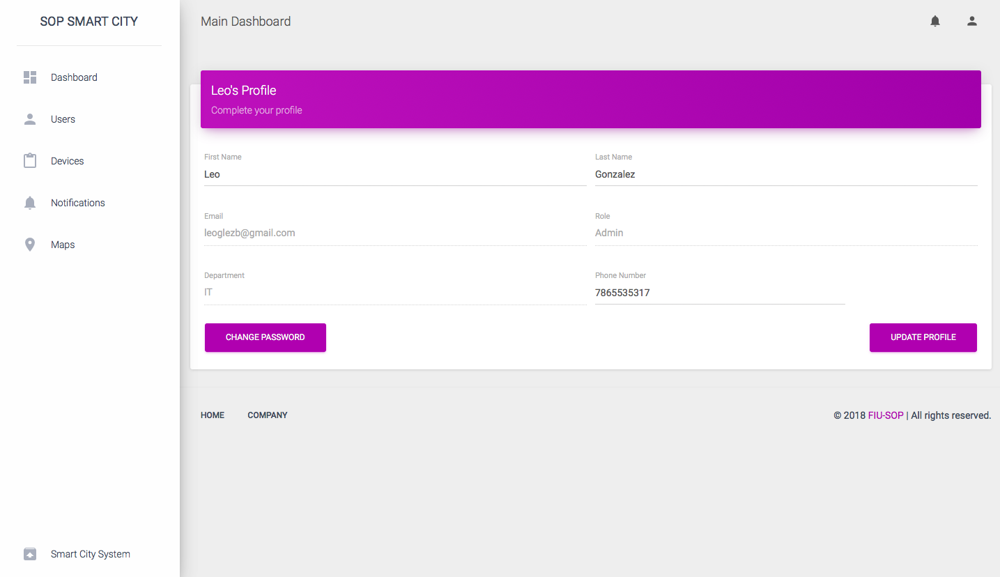 SOP SMART CITY
Dashboard
Users
Devices
Notifications
Maps
Smart City System
Main Dashboard
Leo's Profile
Complete your profile
First Name
Leo
Last Name
Gonzalez
Email
leoglezb@gmail.com
Role
Admin
Department
IT
Phone Number
7865535317
CHANGE PASSWORD
UPDATE PROFILE
HOME
COMPANY
© 2018 FIU-SOP | All rights reserved.